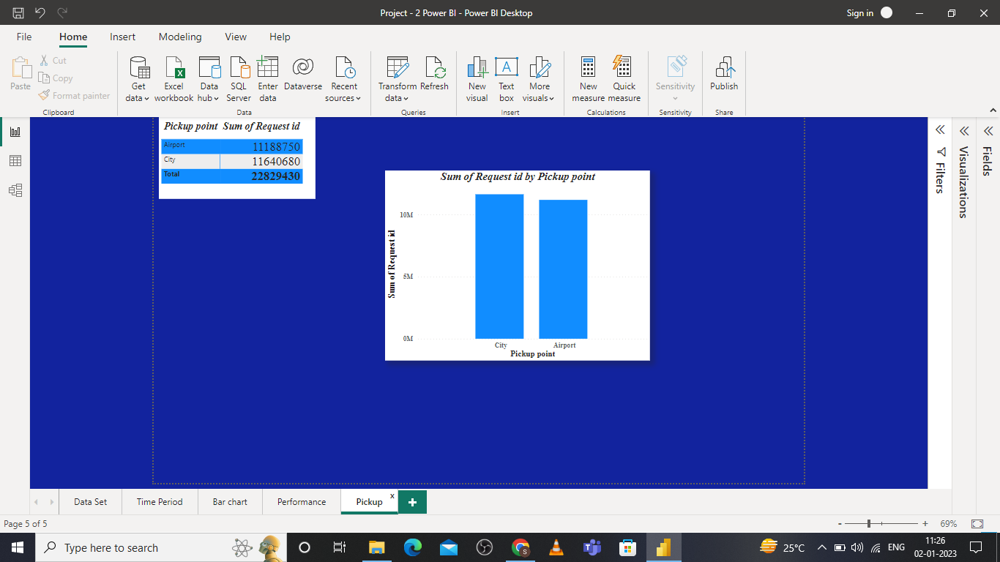 Project - 2 Power BI - Power BI Desktop
Sign in
File Home Insert Modeling View Help
Paste
Cut
Copy
Format painter
Clipboard
Get data
Excel workbook
Data hub
SQL Server
Enter data
Dataverse
Recent sources
Data
Transform data
Refresh
Queries
New visual
Text box
More visuals
Insert
New measure
Quick measure
Calculations
Sensitivity
Sensitivity
Publish
Share
Pickup point Sum of Request id
Airport 11188750
City 11640680
Total 22829430
Sum of Request id by Pickup point
Sum of Request id
10M
5M
0M
City Airport
Pickup point
Filters
Visualizations
Fields
Data Set Time Period Bar chart Performance Pickup x
Page 5 of 5
69%
Type here to search
25°C
ENG
11:26
02-01-2023